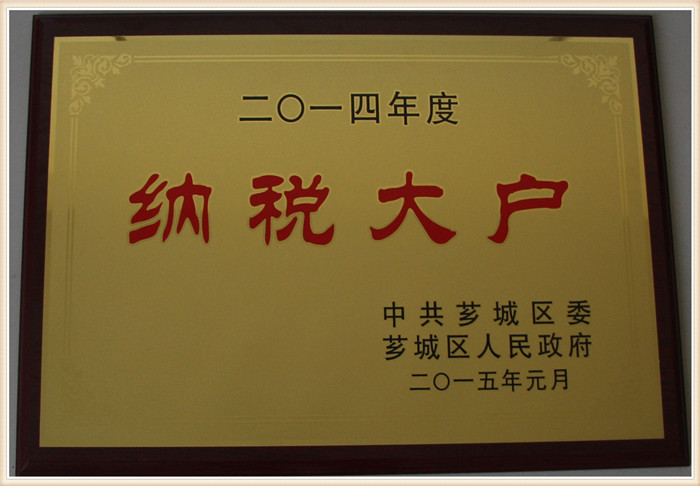 二〇一四年度
纳税大户
中共芗城区委
芗城区人民政府
二〇一五年元月